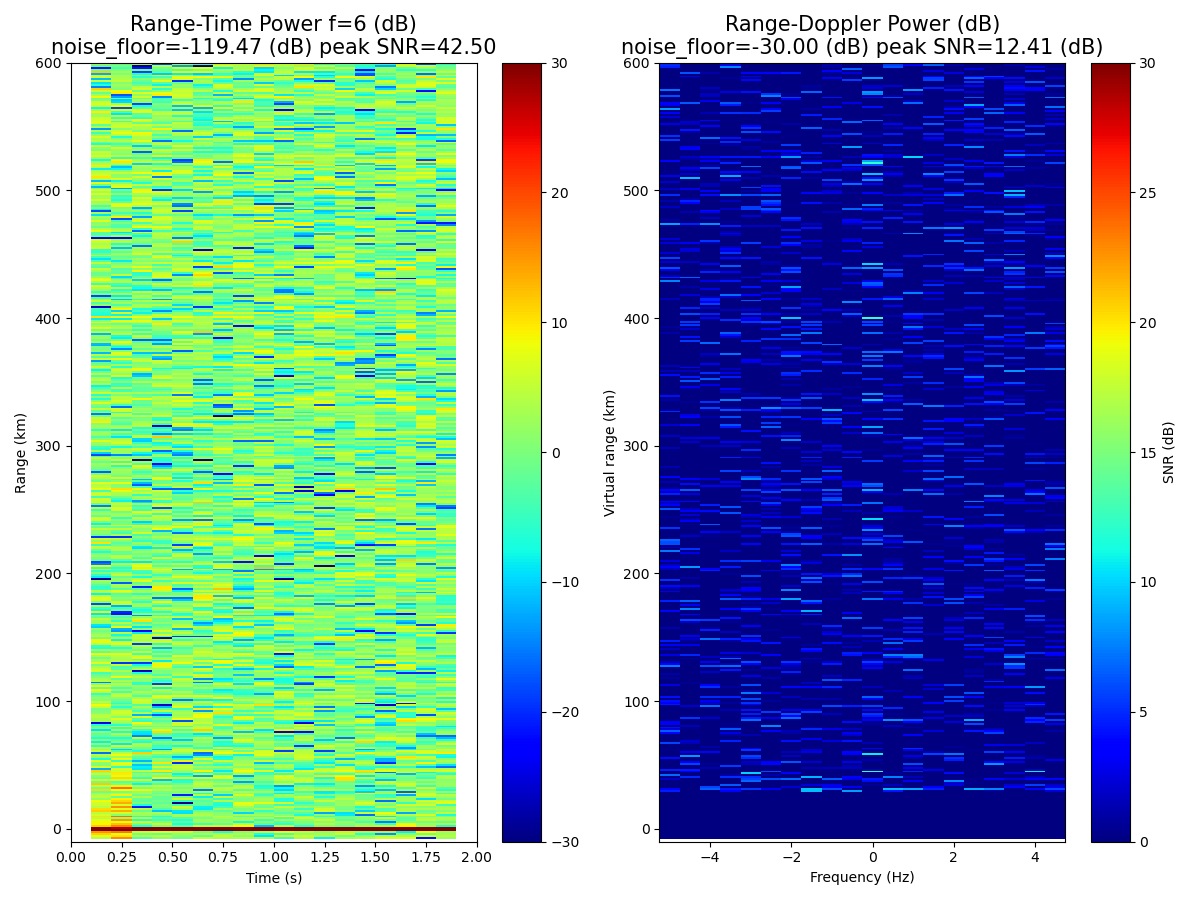 Range-Time Power f=6 (dB)
noise_floor=-119.47 (dB) peak SNR=42.50
600
500
400
300
200
100
0
Range (km)
0.00 0.25 0.50 0.75 1.00 1.25 1.50 1.75 2.00
Time (s)
30
20
10
0
−10
−20
−30
Range-Doppler Power (dB)
noise_floor=-30.00 (dB) peak SNR=12.41 (dB)
600
500
400
300
200
100
0
Virtual range (km)
−4 −2 0 2 4
Frequency (Hz)
30
25
20
15
10
5
0
SNR (dB)